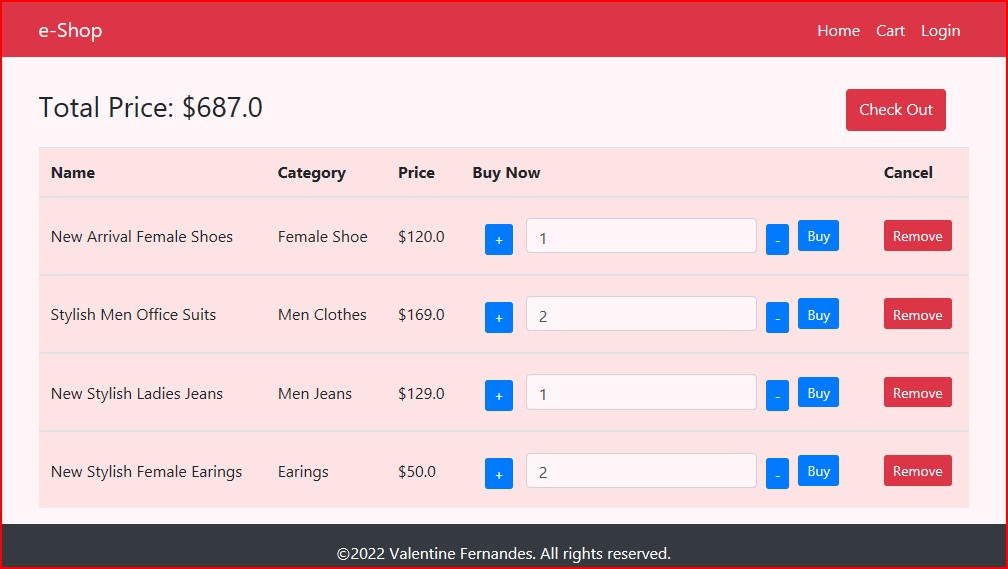 e-Shop Home Cart Login
Total Price: $687.0 Check Out
Name Category Price Buy Now Cancel
New Arrival Female Shoes Female Shoe $120.0 + 1 - Buy Remove
Stylish Men Office Suits Men Clothes $169.0 + 2 - Buy Remove
New Stylish Ladies Jeans Men Jeans $129.0 + 1 - Buy Remove
New Stylish Female Earings Earings $50.0 + 2 - Buy Remove
©2022 Valentine Fernandes. All rights reserved.